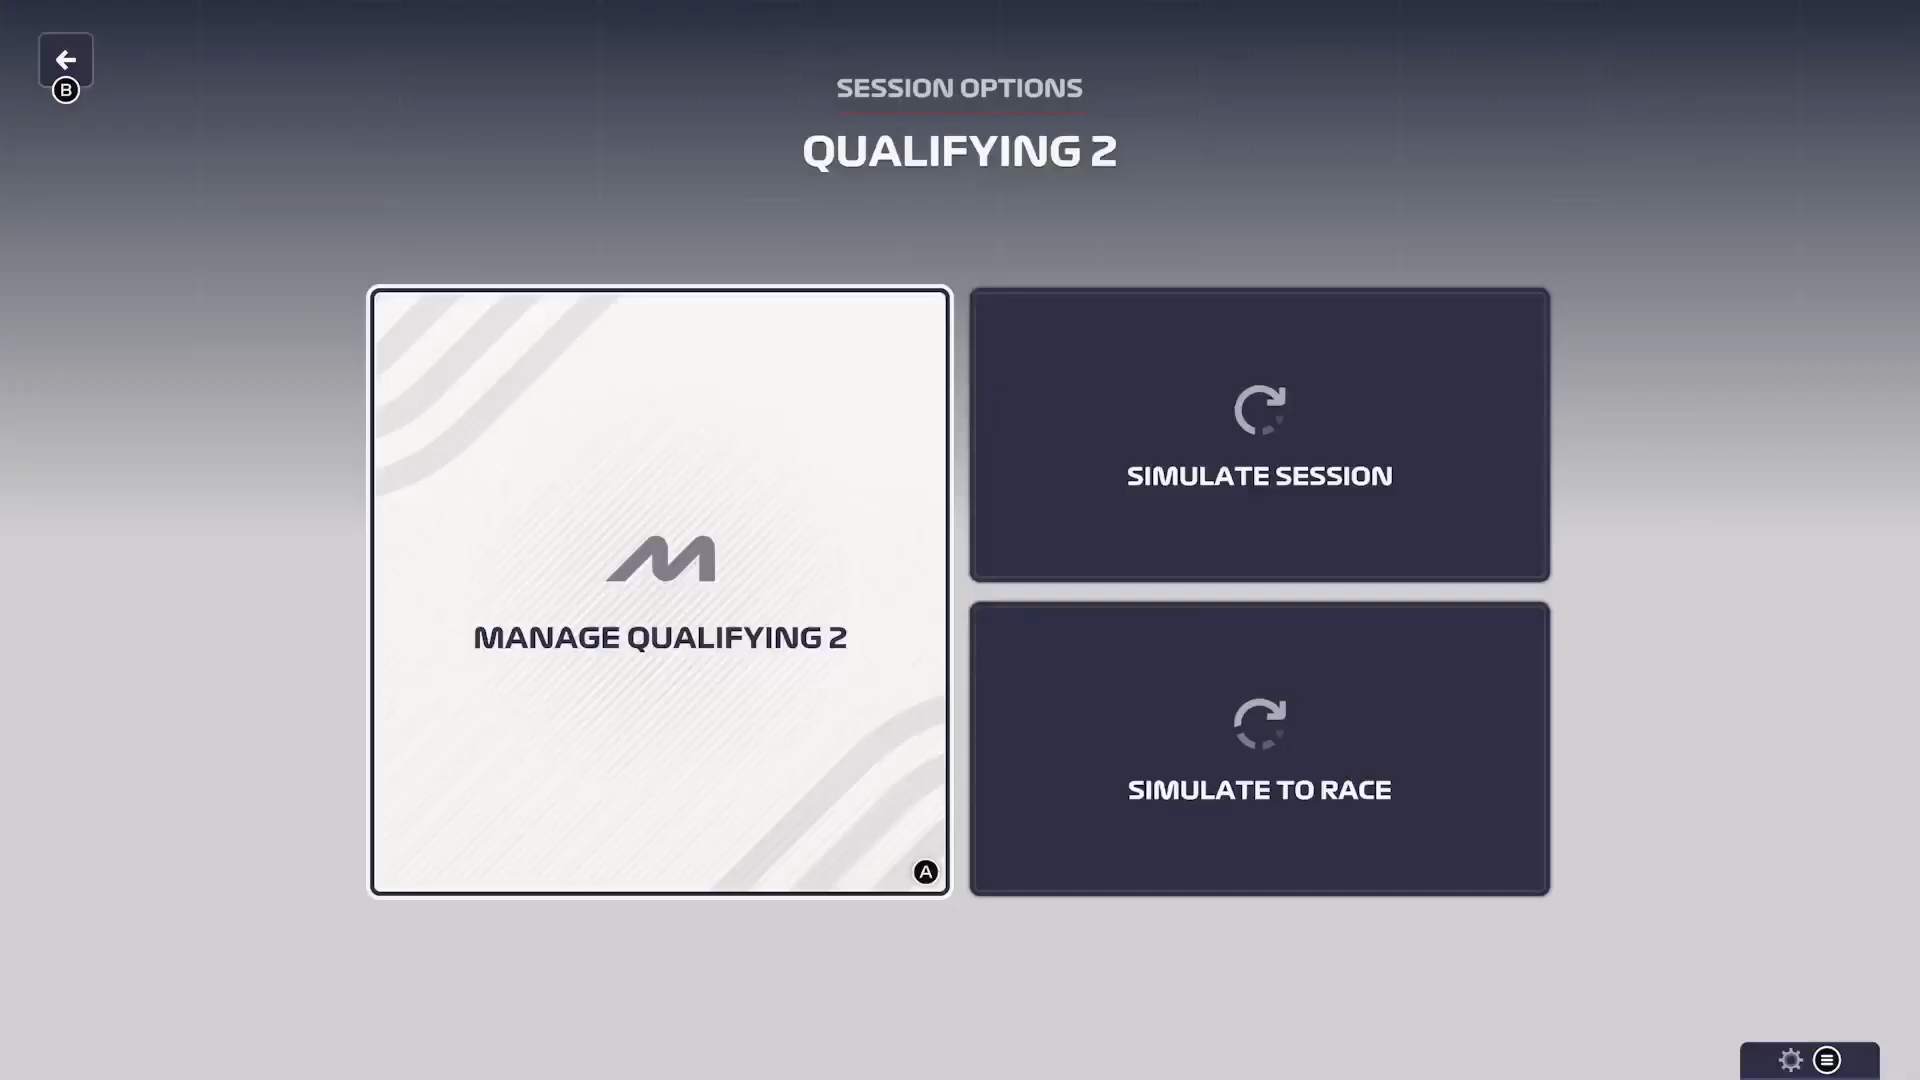 B
SESSION OPTIONS
QUALIFYING 2
MANAGE QUALIFYING 2
A
SIMULATE SESSION
SIMULATE TO RACE